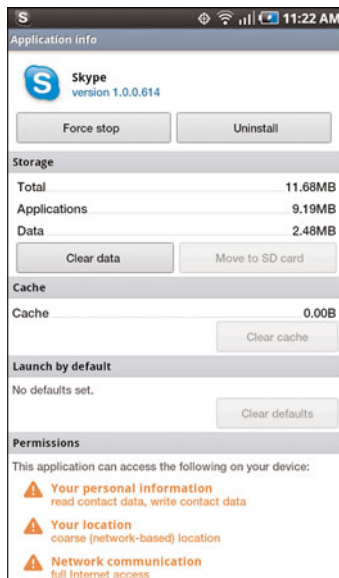 S 11:22 AM
Application info
S Skype
version 1.0.0.614
Force stop Uninstall
Storage
Total 11.68MB
Applications 9.19MB
Data 2.48MB
Clear data Move to SD card
Cache
Cache 0.00B
Clear cache
Launch by default
No defaults set.
Clear defaults
Permissions
This application can access the following on your device:
Your personal information
read contact data, write contact data
Your location
coarse (network-based) location
Network communication
full Internet access